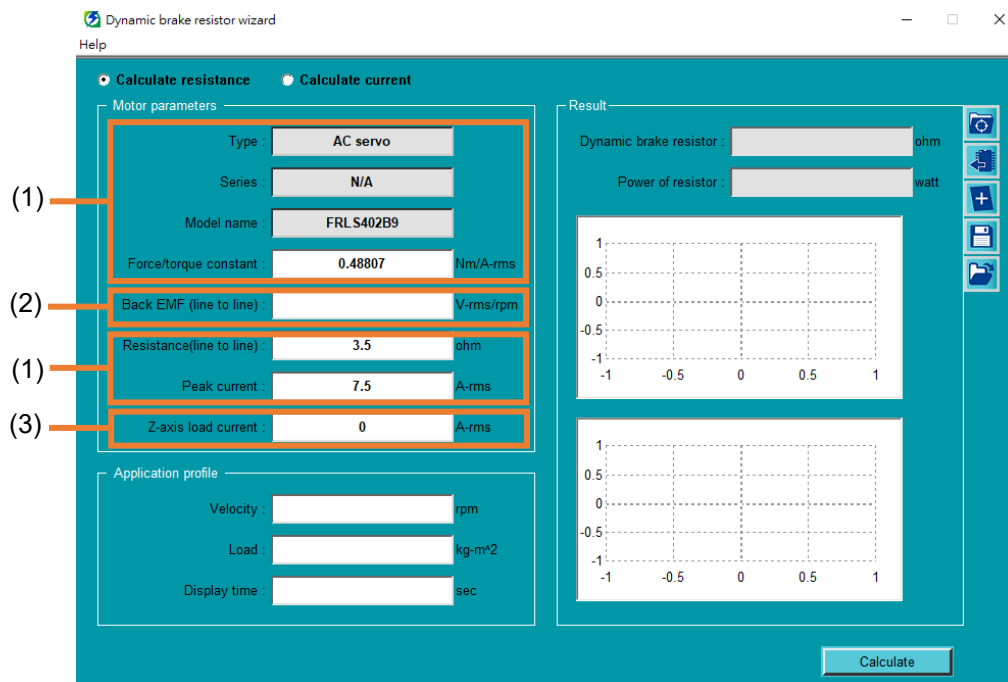 Dynamic brake resistor wizard
Help
Calculate resistance Calculate current
Motor parameters
(1)
Type : AC servo
Series : N/A
Model name : FRLS402B9
Force/torque constant : 0.48807 Nm/A-rms
(2)
Back EMF (line to line) : V-rms/rpm
(1)
Resistance(line to line) : 3.5 ohm
Peak current : 7.5 A-rms
(3)
Z-axis load current : 0 A-rms
Application profile
Velocity : rpm
Load : kg-m^2
Display time : sec
Result
Dynamic brake resistor : ohm
Power of resistor : watt
1
0.5
0
-0.5
-1
-1 -0.5 0 0.5 1
1
0.5
0
-0.5
-1
-1 -0.5 0 0.5 1
Calculate